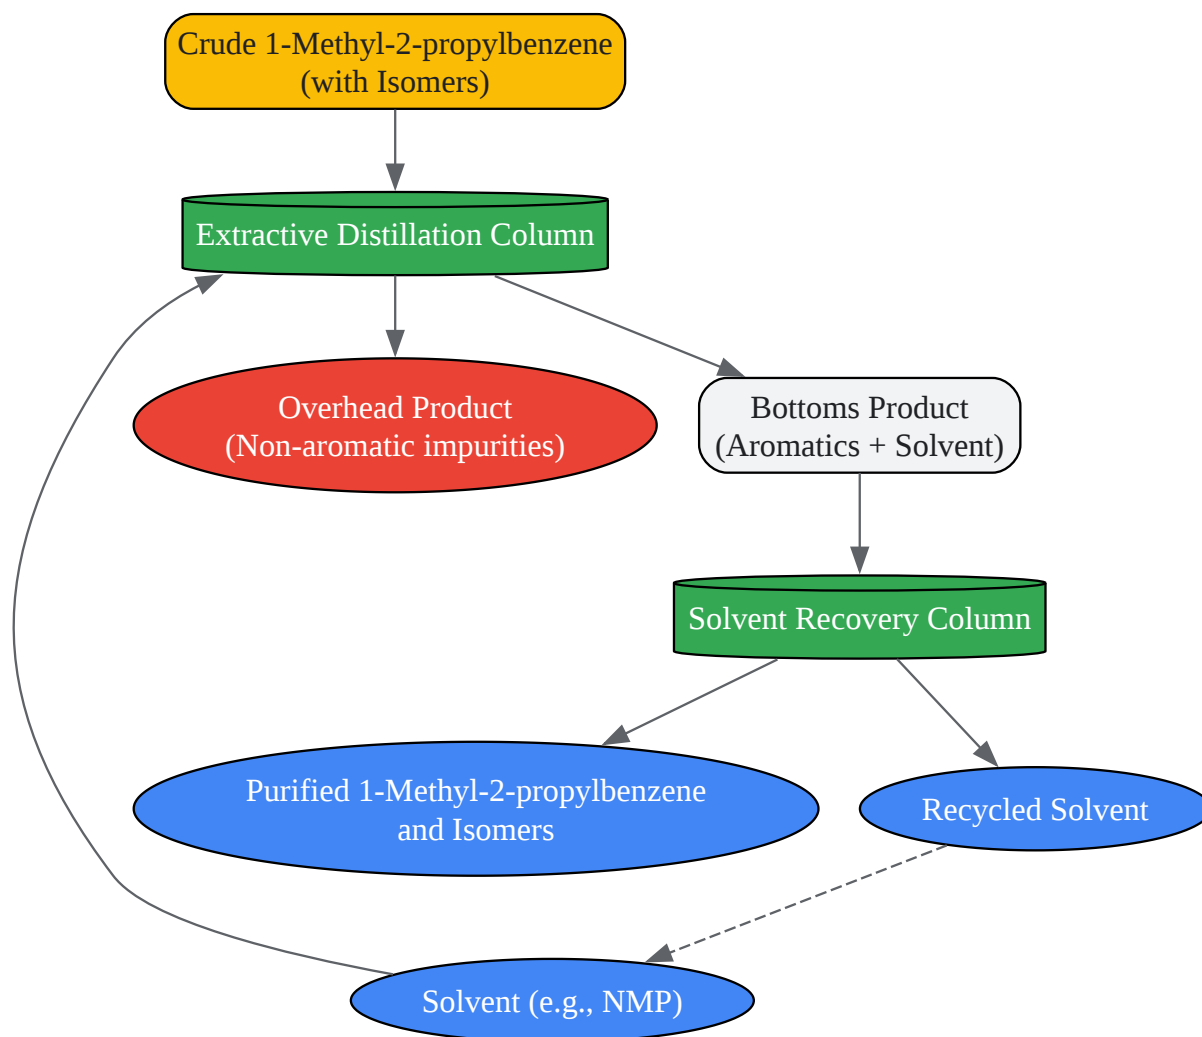 Crude 1-Methyl-2-propylbenzene
(with Isomers)
Extractive Distillation Column
Overhead Product
(Non-aromatic impurities)
Bottoms Product
(Aromatics + Solvent)
Solvent Recovery Column
Purified 1-Methyl-2-propylbenzene
and Isomers
Recycled Solvent
Solvent (e.g., NMP)